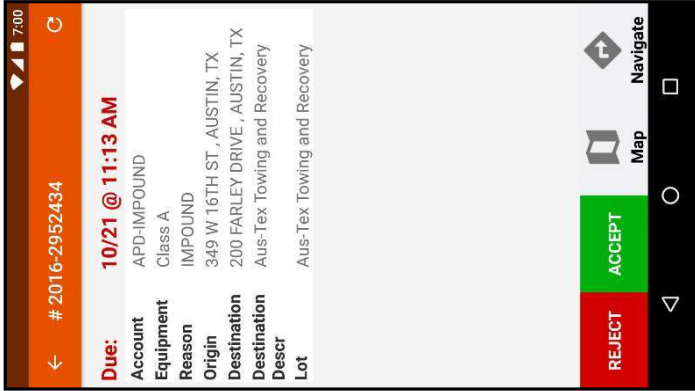 7:00
# 2016-2952434
Due: 10/21 @ 11:13 AM
Account APD-IMPOUND
Equipment Class A
Reason IMPOUND
Origin 349 W 16TH ST , AUSTIN, TX
Destination 200 FARLEY DRIVE , AUSTIN, TX
Destination Aus-Tex Towing and Recovery
Descr
Lot Aus-Tex Towing and Recovery
REJECT ACCEPT Map Navigate